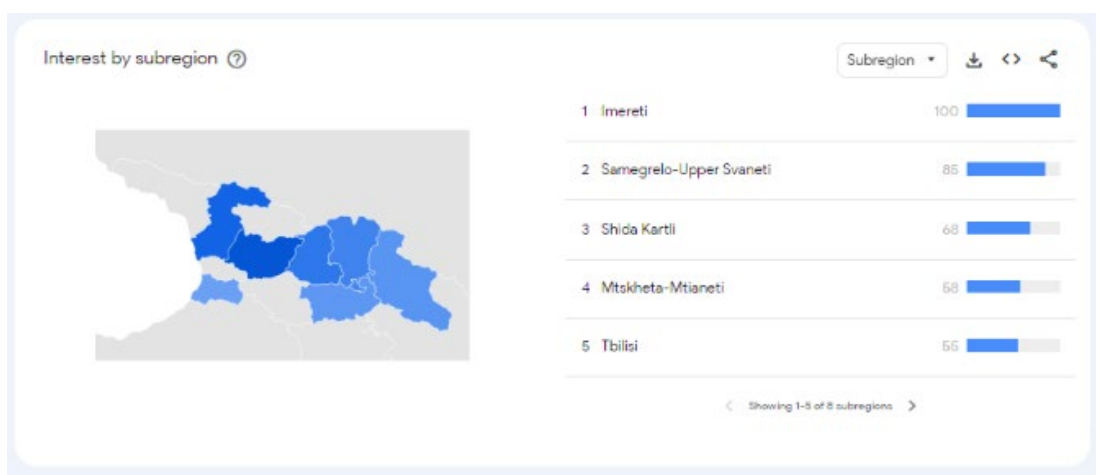 Interest by subregion
Subregion
1 Imereti 100
2 Samegrelo-Upper Svaneti 85
3 Shida Kartli 68
4 Mtskheta-Mtianeti 58
5 Tbilisi 55
Showing 1-5 of 8 subregions